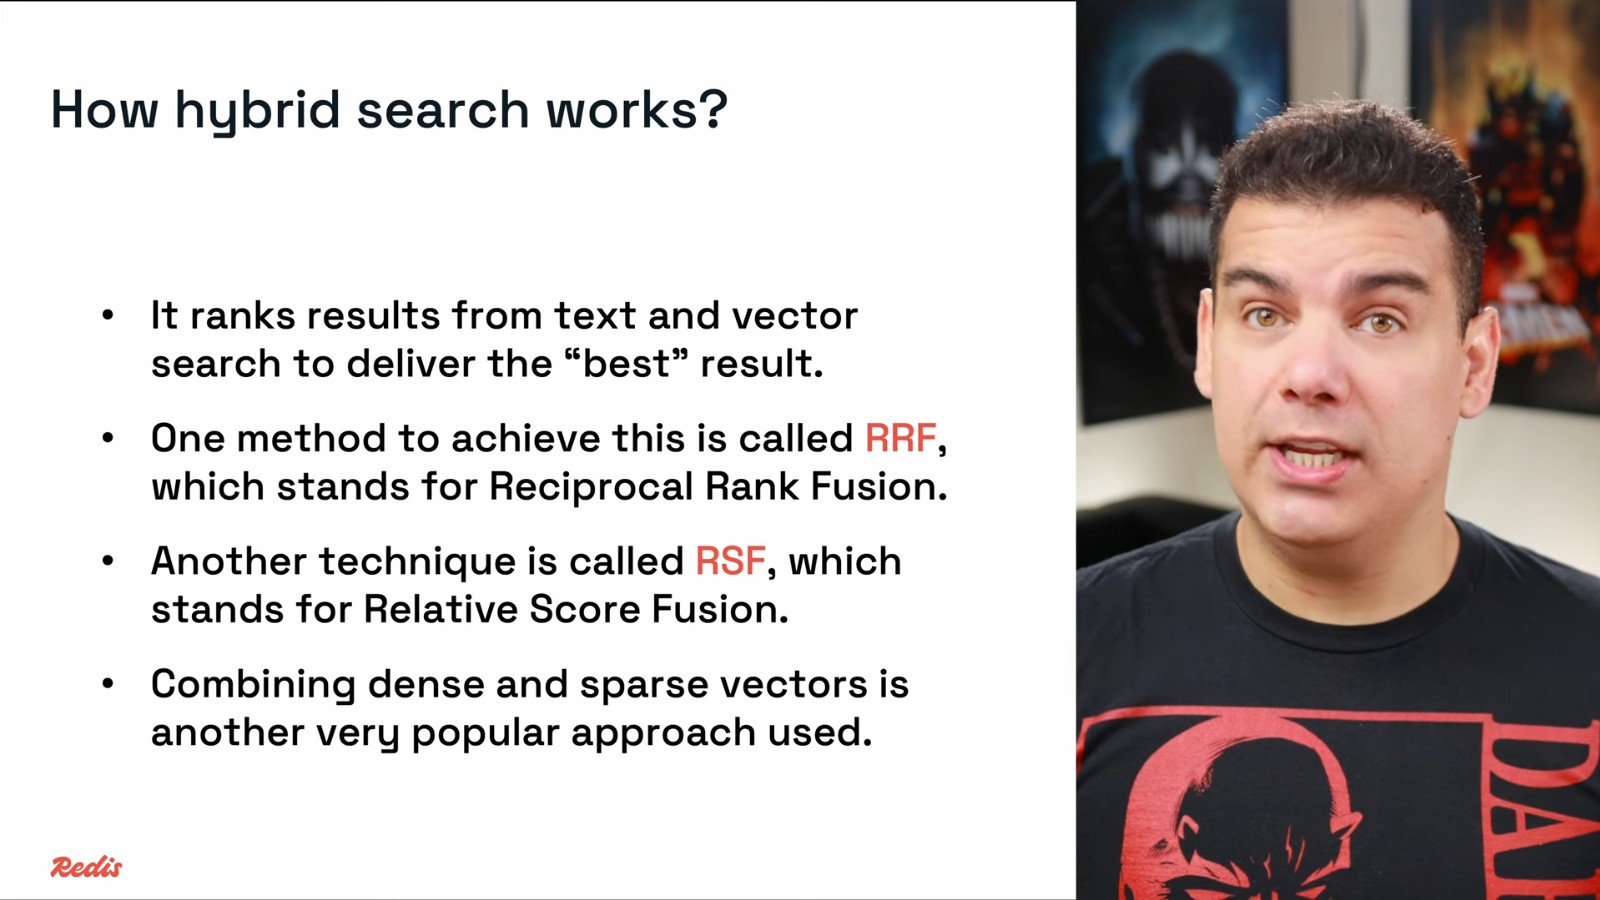 How hybrid search works?
• It ranks results from text and vector
search to deliver the “best” result.
• One method to achieve this is called RRF,
which stands for Reciprocal Rank Fusion.
• Another technique is called RSF, which
stands for Relative Score Fusion.
• Combining dense and sparse vectors is
another very popular approach used.
Redis